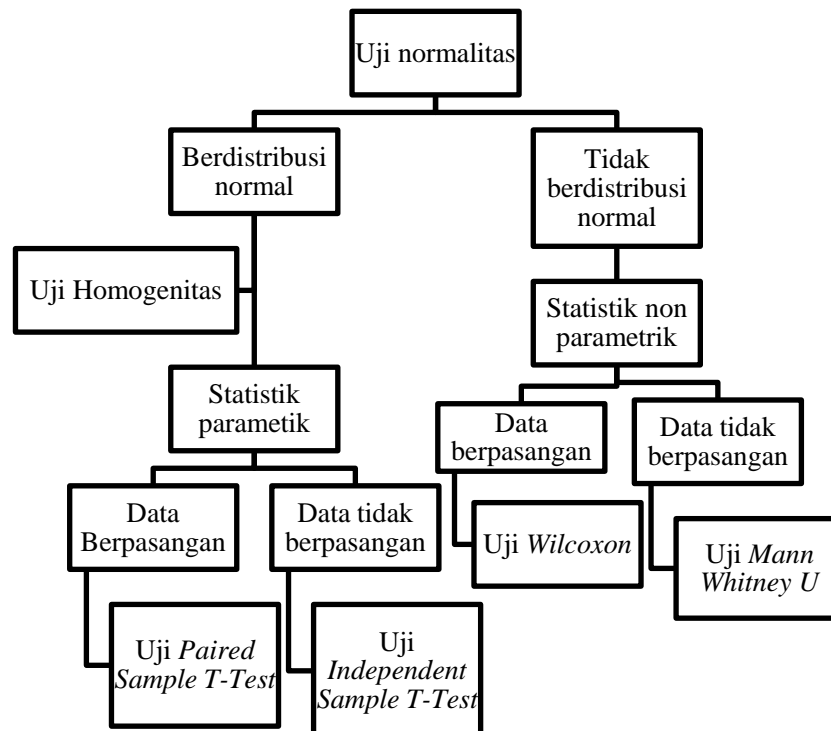 Uji normalitas
Berdistribusi
normal
Tidak
berdistribusi
normal
Uji Homogenitas
Statistik non
parametrik
Statistik
parametik
Data
berpasangan
Data tidak
berpasangan
Data
Berpasangan
Data tidak
berpasangan
Uji Wilcoxon
Uji Mann
Whitney U
Uji Paired
Sample T-Test
Uji
Independent
Sample T-Test